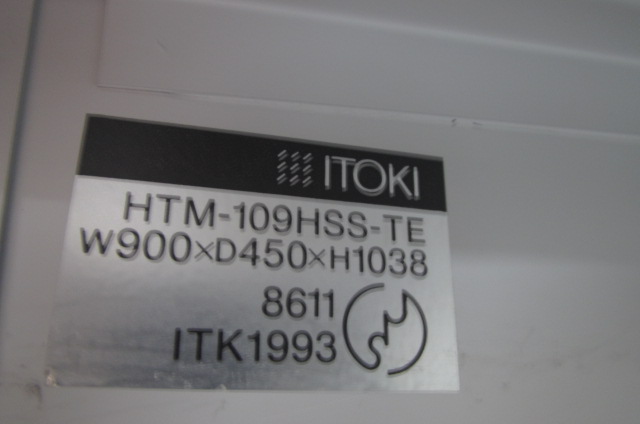 ITOKI
HTM-109HSS-TE
W900×D450×H1038
8611
ITK1993